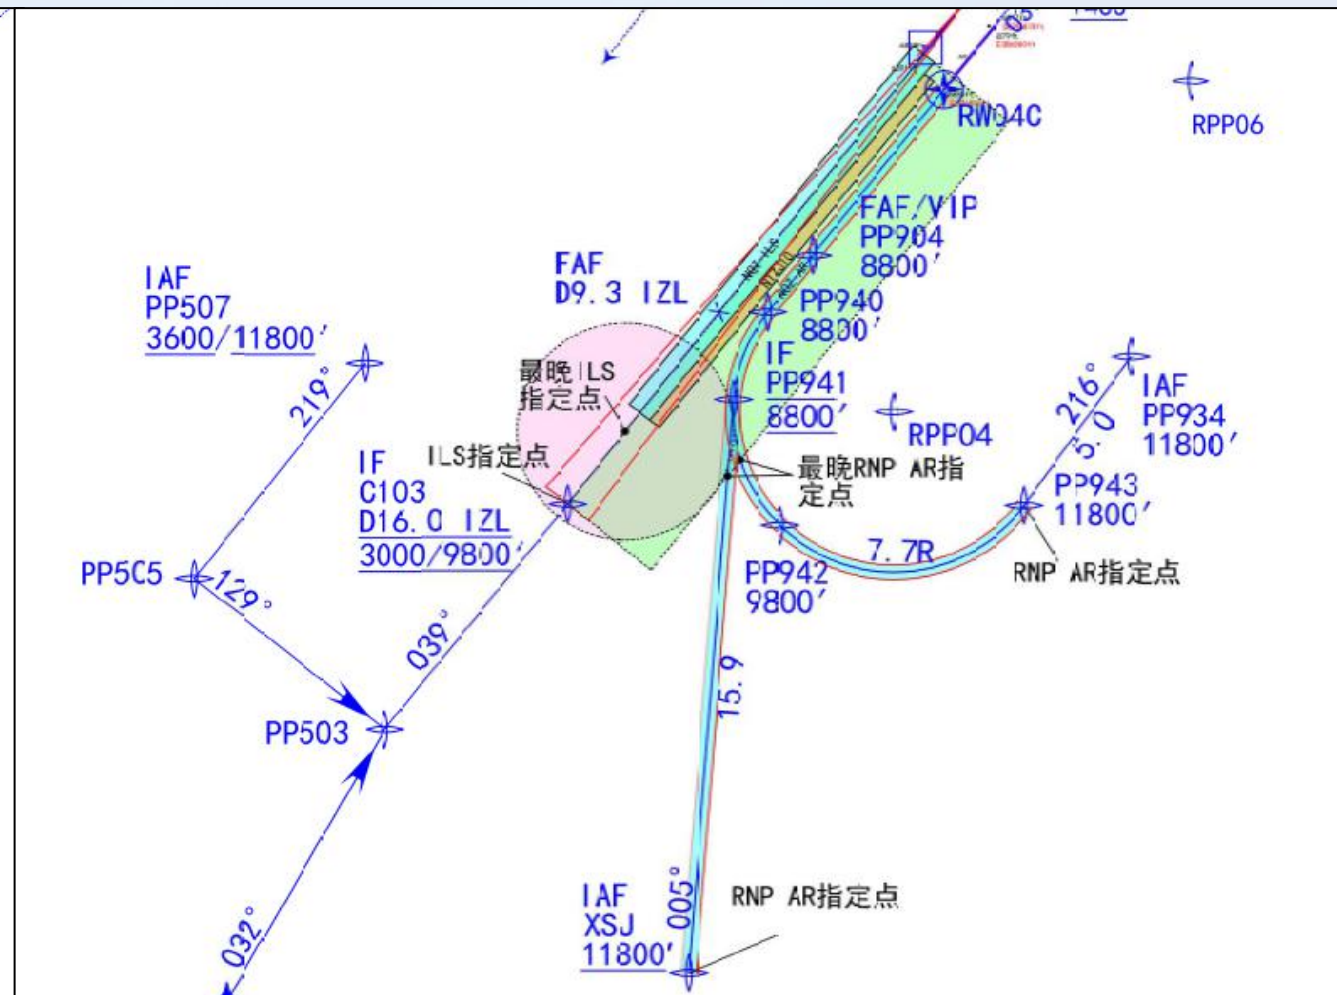 RW04C
RPP06
FAF/VIP
PP904
8800′
IAF
PP507
3600/11800′
FAF
D9.3 IZL
PP940
8800′
219°
最晚ILS
指定点
IF
PP941
8800′
216°
5.0
IAF
PP934
11800′
RPP04
IF
C103
D16.0 IZL
3000/9800′
ILS指定点
最晚RNP AR指
定点
PP943
11800′
7.7R
RNP AR指定点
PP5C5
129°
PP942
9800′
039°
15.9
PP503
IAF
XSJ
11800′
005°
RNP AR指定点
032°